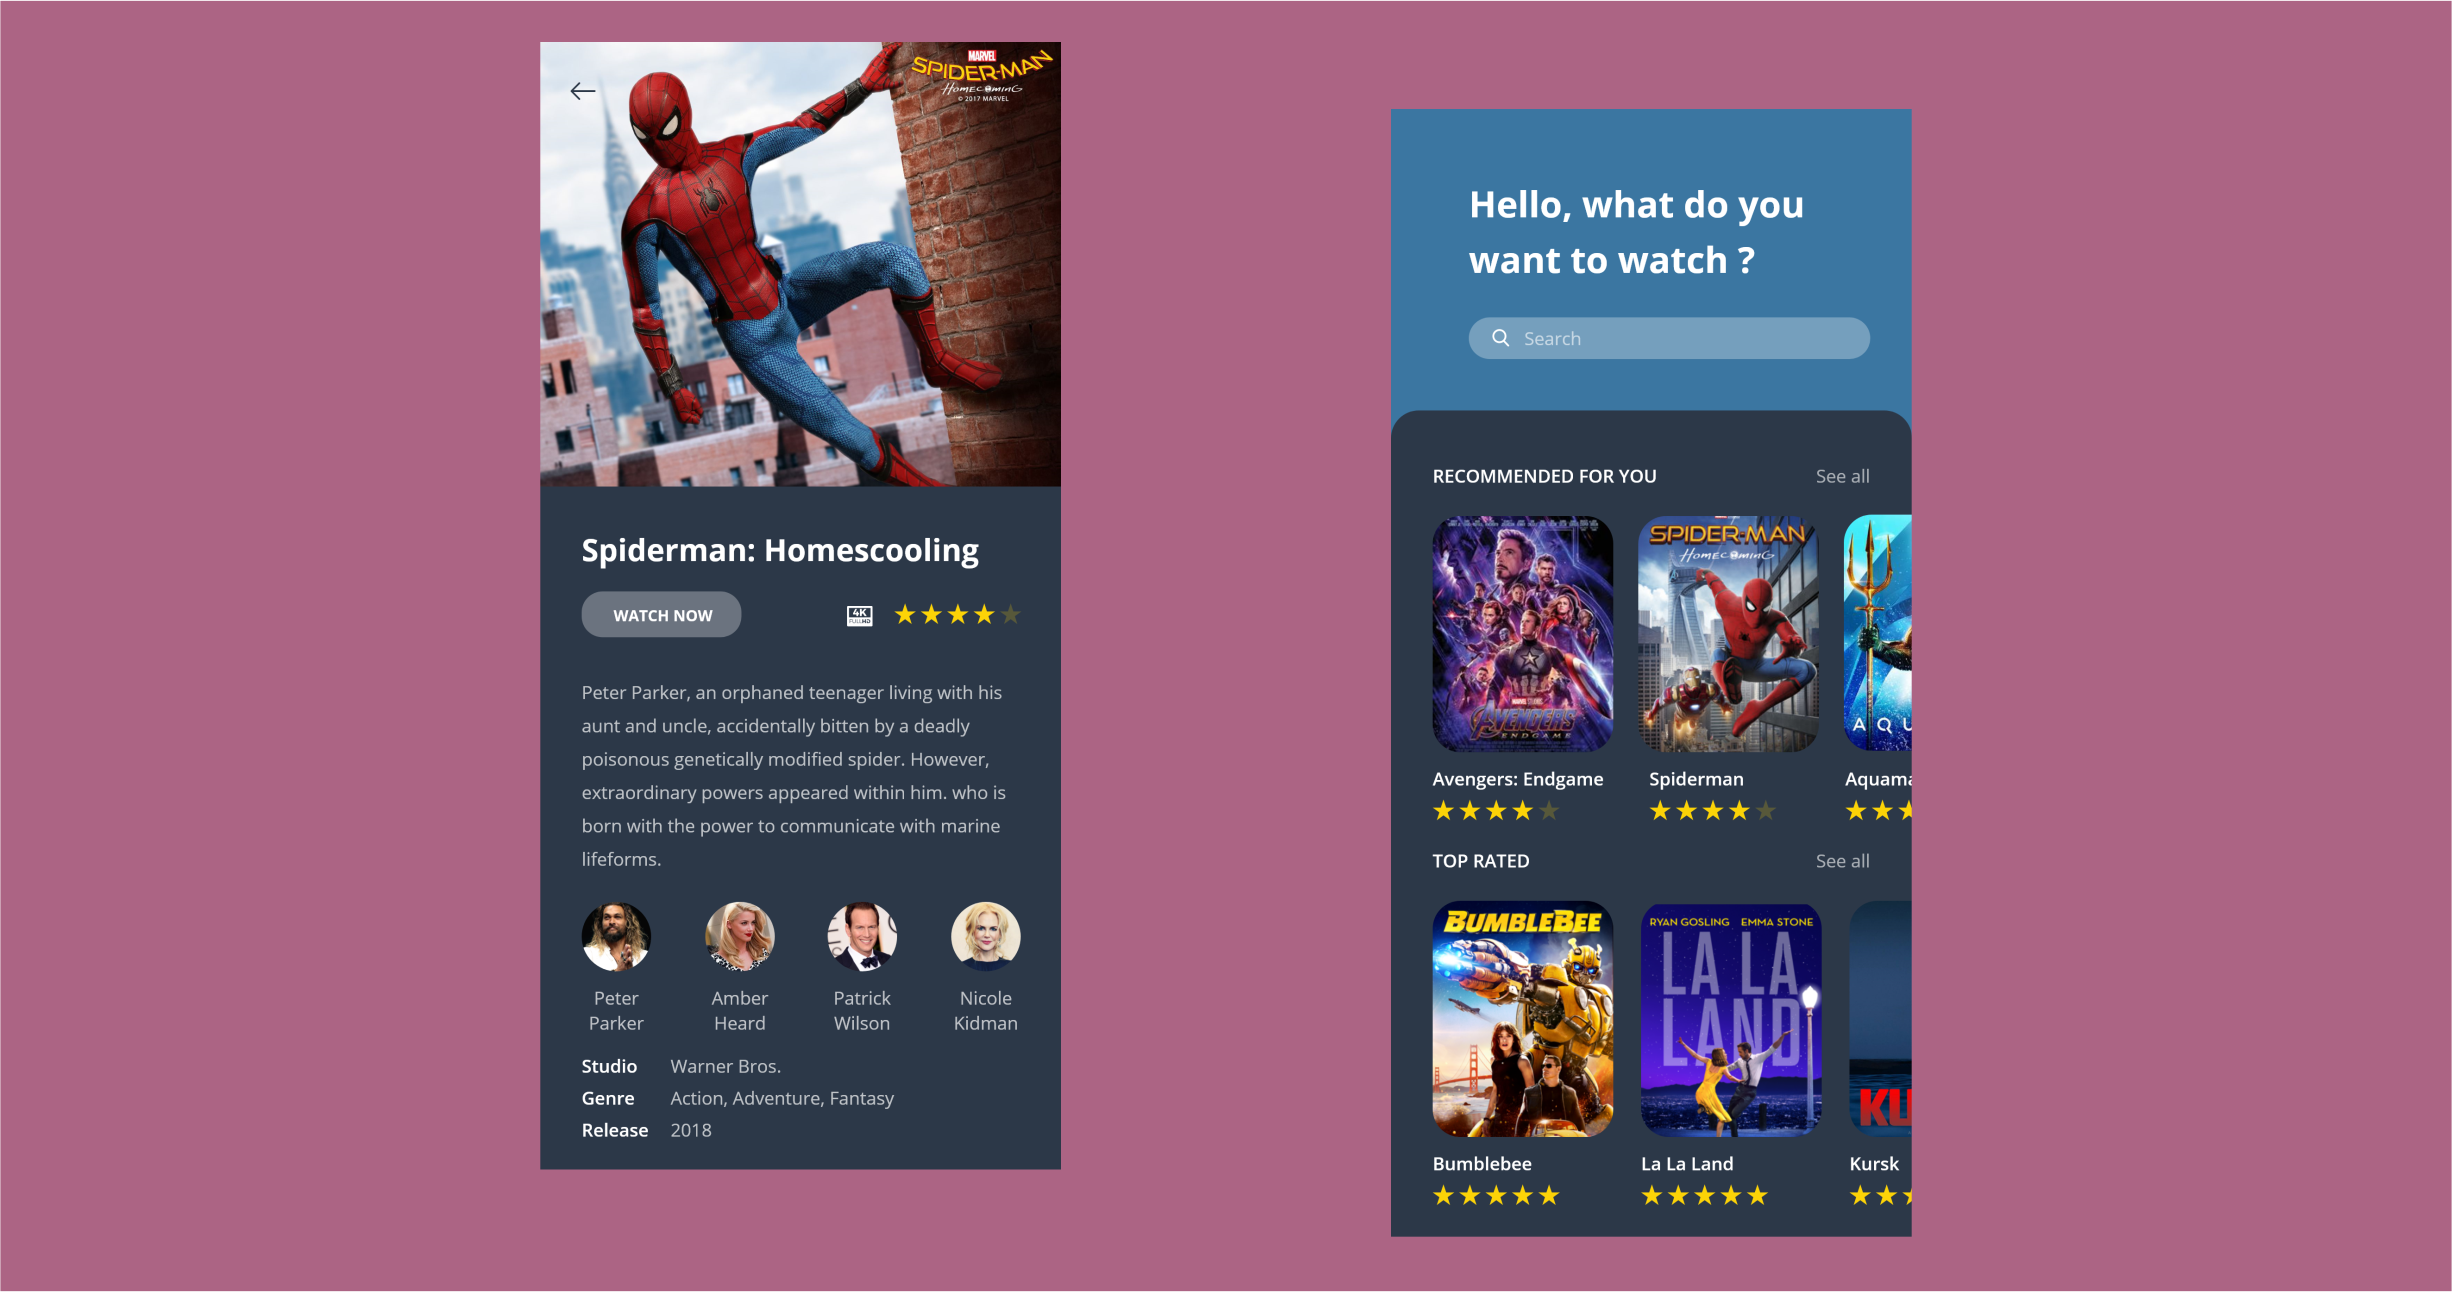 MARVEL
SPIDER-MAN
HOMECOMING
© 2017 MARVEL
Spiderman: Homescooling
WATCH NOW
4K
FULLHD
Peter Parker, an orphaned teenager living with his
aunt and uncle, accidentally bitten by a deadly
poisonous genetically modified spider. However,
extraordinary powers appeared within him. who is
born with the power to communicate with marine
lifeforms.
Peter
Parker
Amber
Heard
Patrick
Wilson
Nicole
Kidman
Studio Warner Bros.
Genre Action, Adventure, Fantasy
Release 2018
Hello, what do you
want to watch ?
Search
RECOMMENDED FOR YOU See all
MARVEL STUDIOS
AVENGERS
ENDGAME
SPIDER-MAN
HOMECOMING
AQU
Avengers: Endgame
Spiderman
Aquama
TOP RATED See all
BUMBLEBEE
RYAN GOSLING EMMA STONE
LA LA
LAND
KU
Bumblebee
La La Land
Kursk